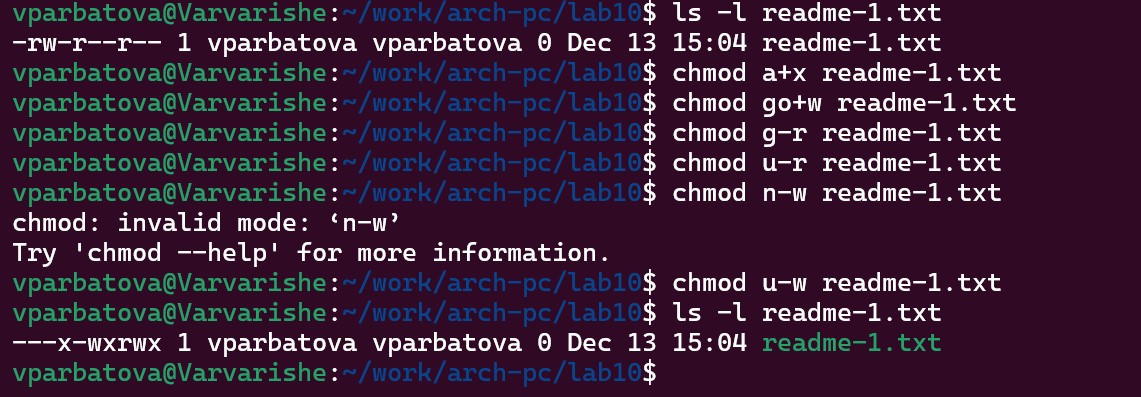 vparbatova@Varvarishe:~/work/arch-pc/lab10$ ls -l readme-1.txt
-rw-r--r-- 1 vparbatova vparbatova 0 Dec 13 15:04 readme-1.txt
vparbatova@Varvarishe:~/work/arch-pc/lab10$ chmod a+x readme-1.txt
vparbatova@Varvarishe:~/work/arch-pc/lab10$ chmod go+w readme-1.txt
vparbatova@Varvarishe:~/work/arch-pc/lab10$ chmod g-r readme-1.txt
vparbatova@Varvarishe:~/work/arch-pc/lab10$ chmod u-r readme-1.txt
vparbatova@Varvarishe:~/work/arch-pc/lab10$ chmod n-w readme-1.txt
chmod: invalid mode: ‘n-w’
Try 'chmod --help' for more information.
vparbatova@Varvarishe:~/work/arch-pc/lab10$ chmod u-w readme-1.txt
vparbatova@Varvarishe:~/work/arch-pc/lab10$ ls -l readme-1.txt
---x-wxrwx 1 vparbatova vparbatova 0 Dec 13 15:04 readme-1.txt
vparbatova@Varvarishe:~/work/arch-pc/lab10$